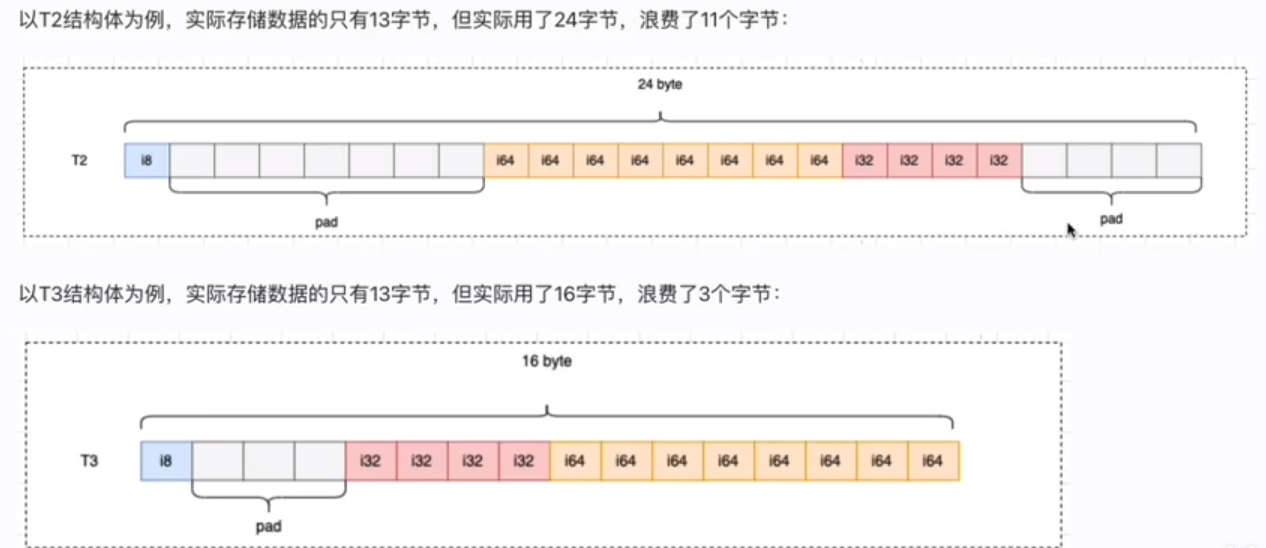 以T2结构体为例，实际存储数据的只有13字节，但实际用了24字节，浪费了11个字节：
24 byte
T2 i8 i64 i64 i64 i64 i64 i64 i64 i64 i32 i32 i32 i32
pad pad
以T3结构体为例，实际存储数据的只有13字节，但实际用了16字节，浪费了3个字节：
16 byte
T3 i8 i32 i32 i32 i32 i64 i64 i64 i64 i64 i64 i64 i64
pad